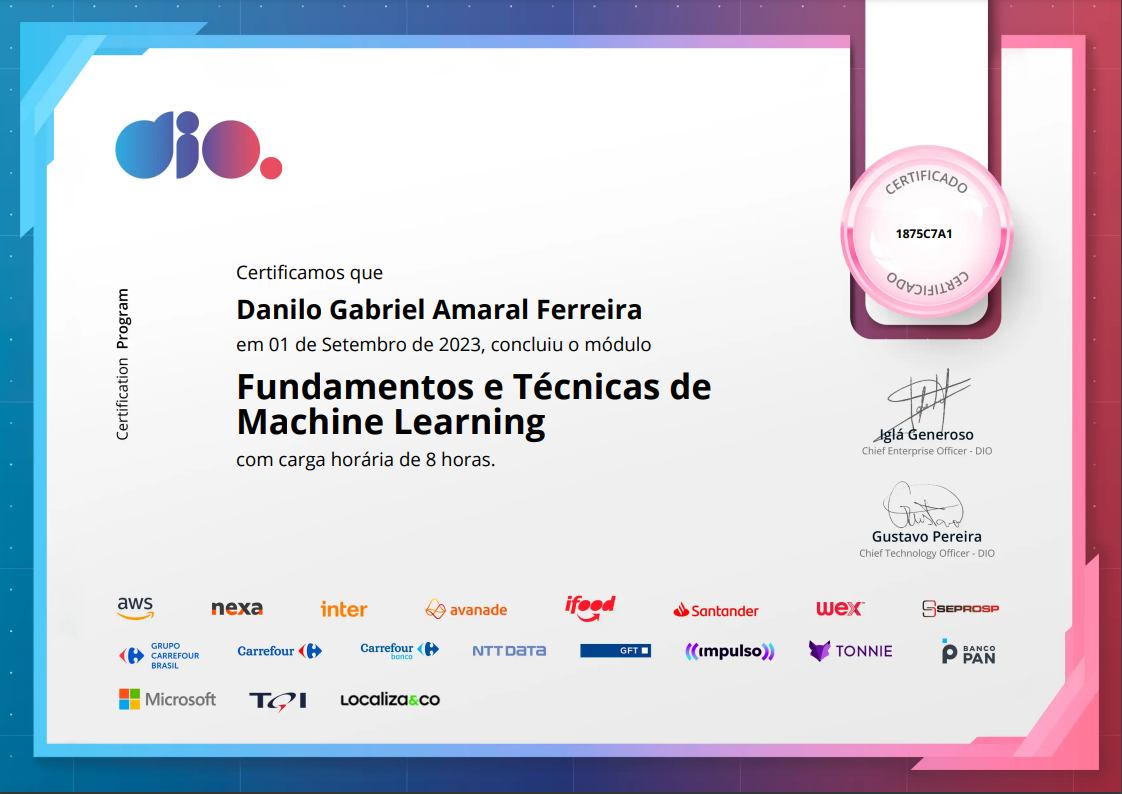 dio.
CERTIFICADO
1875C7A1
CERTIFICADO
Certification Program
Certificamos que
Danilo Gabriel Amaral Ferreira
em 01 de Setembro de 2023, concluiu o módulo
Fundamentos e Técnicas de
Machine Learning
com carga horária de 8 horas.
Iglá Generoso
Chief Enterprise Officer - DIO
Gustavo Pereira
Chief Technology Officer - DIO
aws nexa inter avanade ifood Santander wex SEPROSP
GRUPO
CARREFOUR
BRASIL
Carrefour Carrefour banco NTT DATA GFT impulso TONNIE BANCO PAN
Microsoft TQI Localiza&co